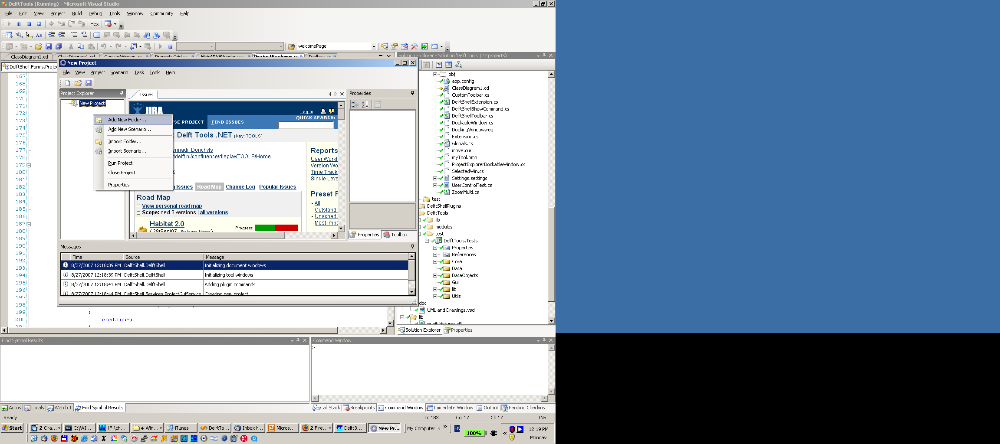 DelftTools (Running) - Microsoft Visual Studio
File Edit View Project Build Debug Tools Window Community Help
Hex
welcomePage
ClassDiagram1.cd ClassDiagram1.cd CanvasWindow.cs PropertyGrid.cs MainMWFWindow.cs ProjectExplorer.cs Toolbox.cs
DelftShell.Forms.Projec
167
168
169
170
171
172
173
174
175
176
177
178
179
180
181
182
183
184
185
186
187
188
189
190
191
192
193
194
195
196
197
198
199
{
200
continue;
201
New Project
File View Project Scenario Task Tools Help
Project Explorer
New Project
Add New Folder...
Add New Scenario...
Import Folder...
Import Scenario...
Run Project
Close Project
Properties
Issues
JIRA
Log In
SE PROJECT FIND ISSUES
QUICK SEARCH:
: Delft Tools .NET (Key: TOOLS)
ennadii Donchyts
ldelft.nl/confluence/display/TOOLS/Home
s
n Issues Road Map Change Log Popular Issues
Road Map
View personal road map
Scope: next 3 versions | all versions
Habitat 2.0
Progress:
( 28/Sep/07 | Release Notes )
Reports
User Workl
Version Wo
Time Track
Single Leve
Preset F
- All
- Outstandi
- Unschedu
- Most impo
Properties
Properties Toolbox
Messages
Time Source Message
8/27/2007 12:18:39 PM DelftShell.DelftShell Initializing document windows
8/27/2007 12:18:39 PM DelftShell.DelftShell Initializing tool windows
8/27/2007 12:18:41 PM DelftShell.DelftShell Adding plugin commands
8/27/2007 12:18:44 PM DelftShell.Services.ProjectGuiService Creating new project ...
Solution Explorer - Solution 'DelftTools' (27 projects)
obj
app.config
ClassDiagram1.cd
CustomToolbar.cs
DelftShellExtension.cs
DelftShellShowCommand.cs
DelftShellToolbar.cs
DockableWindow.cs
DockingWindow.reg
Extension.cs
Globals.cs
move.cur
myTool.bmp
ProjectExplorerDockableWindow.cs
SelectedWin.cs
Settings.settings
UserControlTest.cs
ZoomMulti.cs
test
DelftShellPlugins
DelftTools
lib
modules
test
DelftTools.Tests
Properties
References
Core
Data
DataObjects
Gui
lib
Utils
doc
UML and Drawings.vsd
lib
nunit.fixtures.dll
Solution Explorer Properties
Find Symbol Results
Command Window
>
Autos Locals Watch 1 Find Symbol Results
Call Stack Breakpoints Command Window Immediate Window Output Pending Checkins
Ready
Ln 183 Col 17 Ch 17 INS
Start 2 Ora... C:\WI... {F:\ch... 4 Win... iTunes DelftTo... Inbox f... Micros... 2 Fire... Delft3... New Pr... My Computer » EN 100% « 12:19 PM
Monday